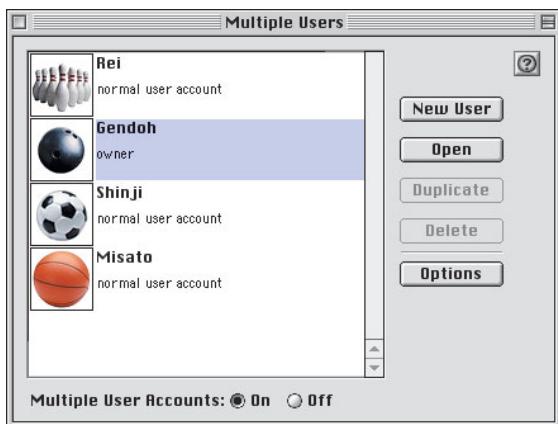 Multiple Users
Rei
normal user account
Gendoh
owner
Shinji
normal user account
Misato
normal user account
?
New User
Open
Duplicate
Delete
Options
Multiple User Accounts: On Off